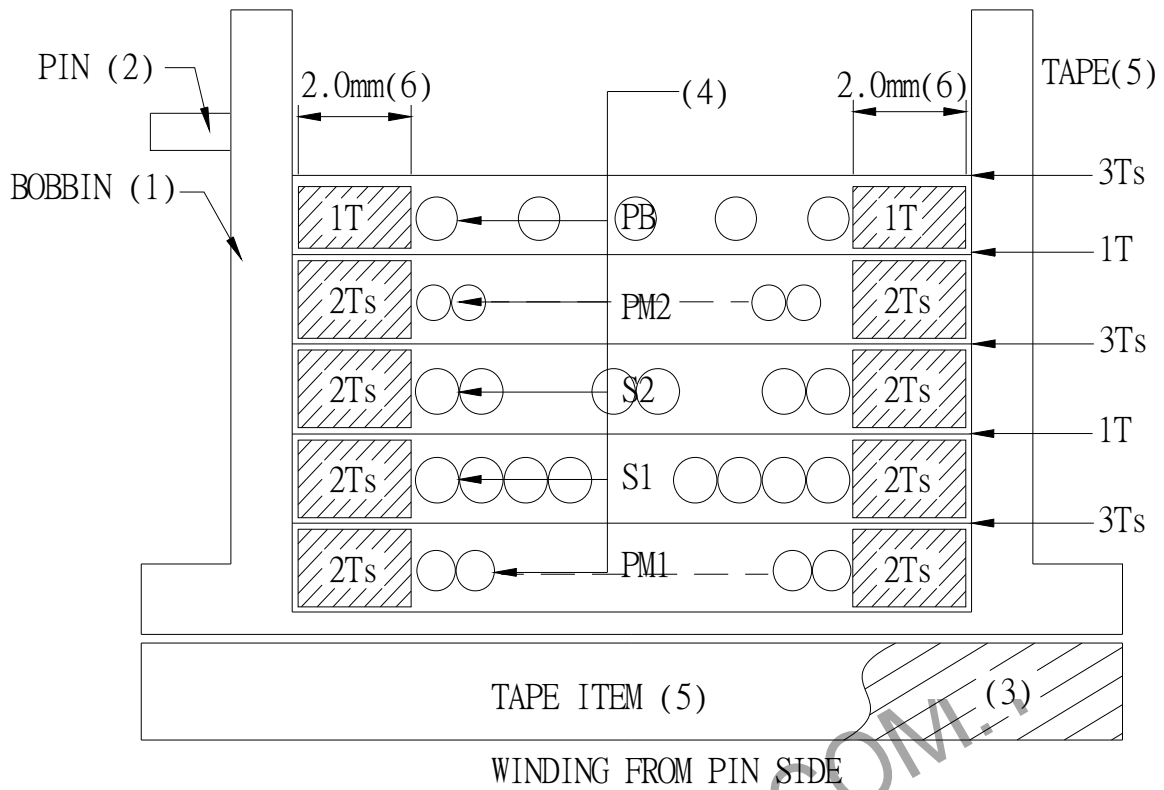 PIN (2)
2.0mm(6)
(4)
2.0mm(6)
TAPE(5)
BOBBIN (1)
3Ts
1T
PB
1T
1T
2Ts
PM2
2Ts
3Ts
2Ts
S2
2Ts
1T
2Ts
S1
2Ts
3Ts
2Ts
PM1
2Ts
TAPE ITEM (5)
(3)
WINDING FROM PIN SIDE
COM.